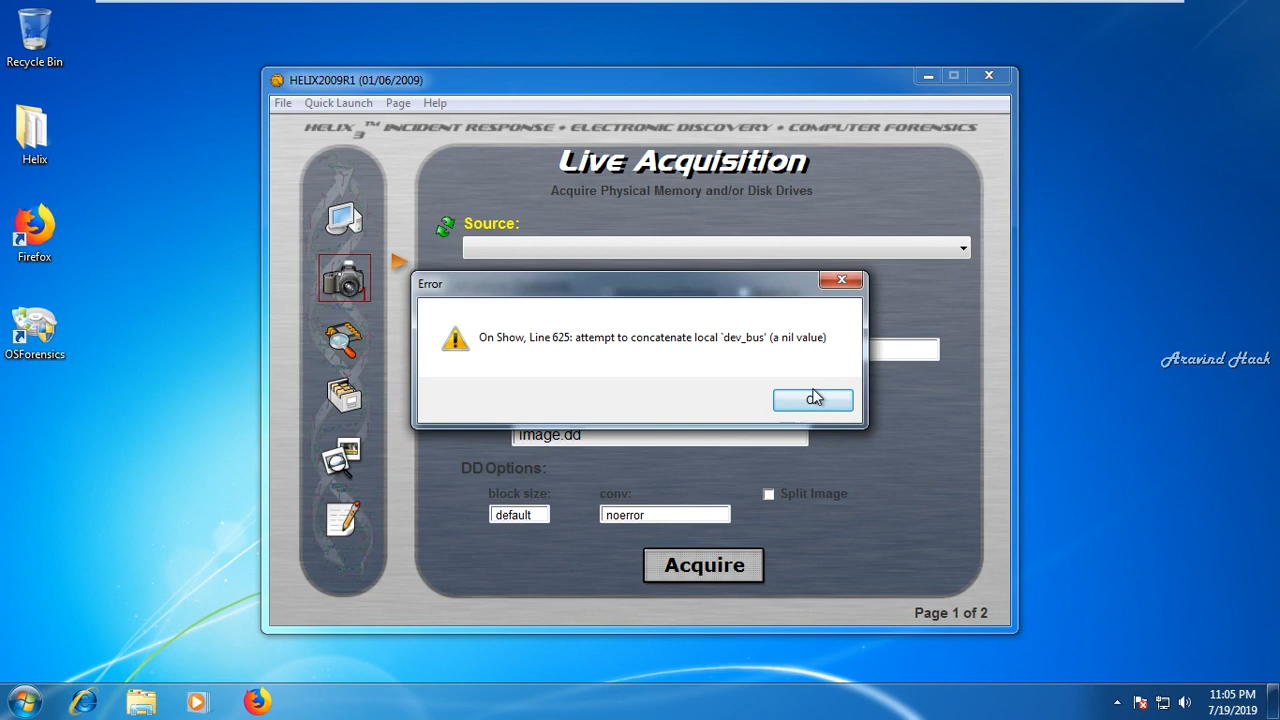 Recycle Bin
Helix
Firefox
OSForensics
HELIX2009R1 (01/06/2009)
File Quick Launch Page Help
HELIX3™ INCIDENT RESPONSE • ELECTRONIC DISCOVERY • COMPUTER FORENSICS
Live Acquisition
Acquire Physical Memory and/or Disk Drives
Source:
Error
On Show, Line 625: attempt to concatenate local `dev_bus' (a nil value)
image.dd
DD Options:
block size: conv: Split Image
default noerror
Acquire
Page 1 of 2
Aravind Hack
11:05 PM
7/19/2019